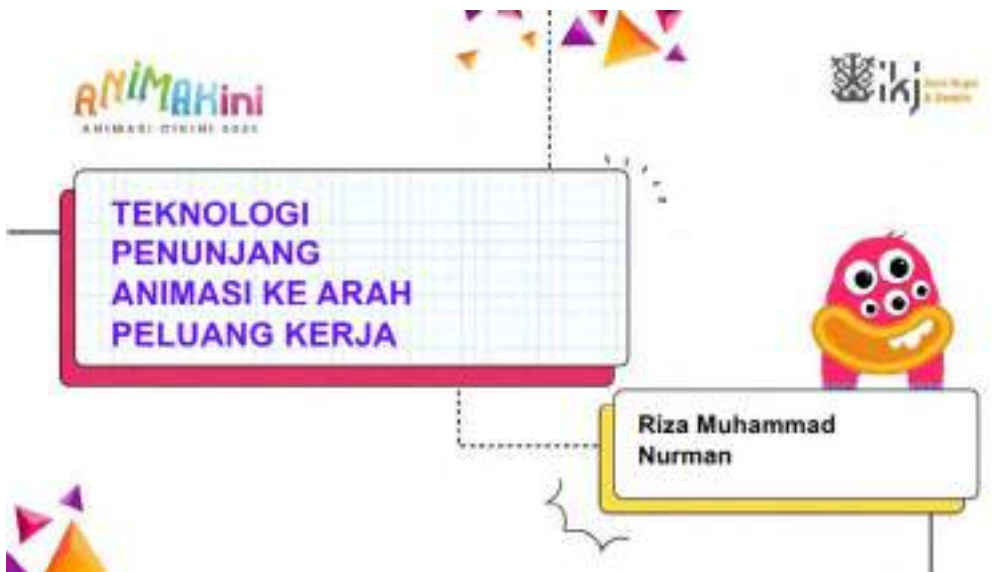 ANiMAKini
ikj
TEKNOLOGI
PENUNJANG
ANIMASI KE ARAH
PELUANG KERJA
Riza Muhammad
Nurman